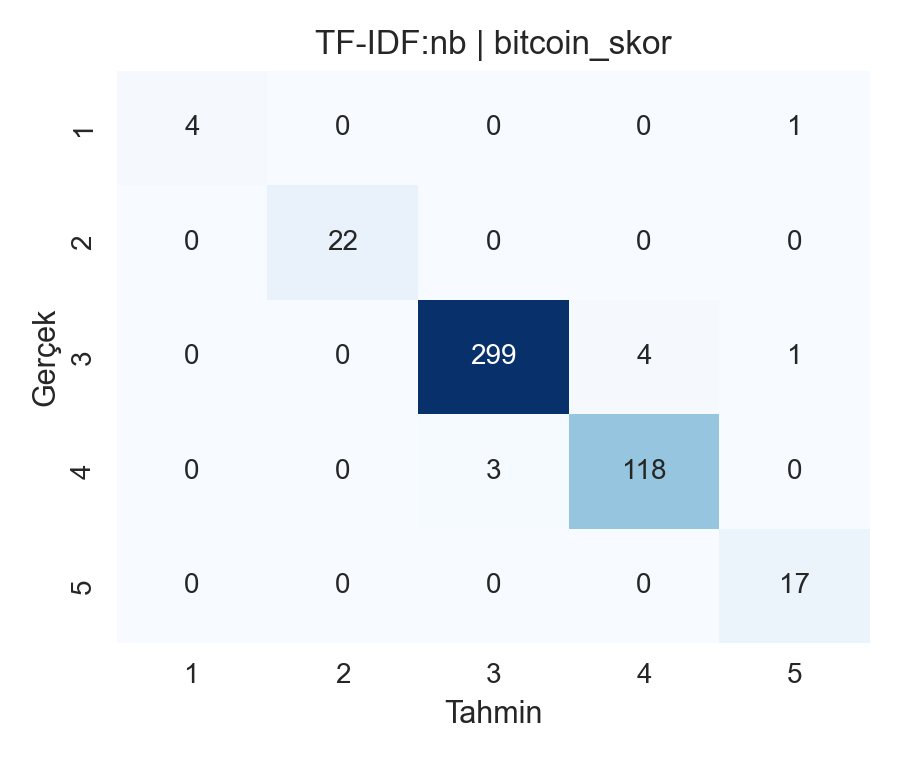 TF-IDF:nb | bitcoin_skor
Gerçek
1 4 0 0 0 1
2 0 22 0 0 0
3 0 0 299 4 1
4 0 0 3 118 0
5 0 0 0 0 17
1 2 3 4 5
Tahmin